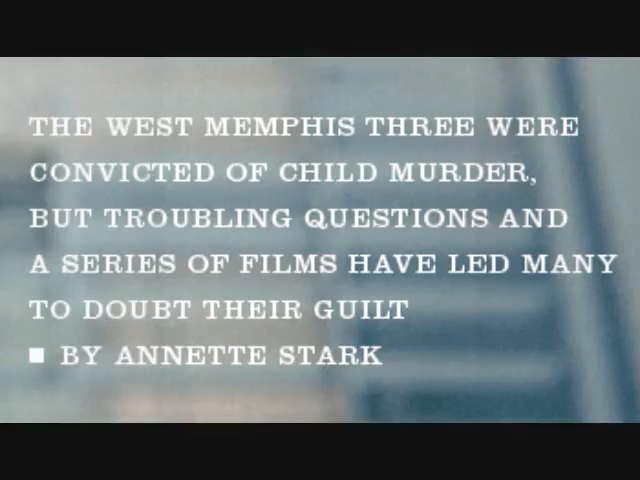 THE WEST MEMPHIS THREE WERE
CONVICTED OF CHILD MURDER,
BUT TROUBLING QUESTIONS AND
A SERIES OF FILMS HAVE LED MANY
TO DOUBT THEIR GUILT
■ BY ANNETTE STARK